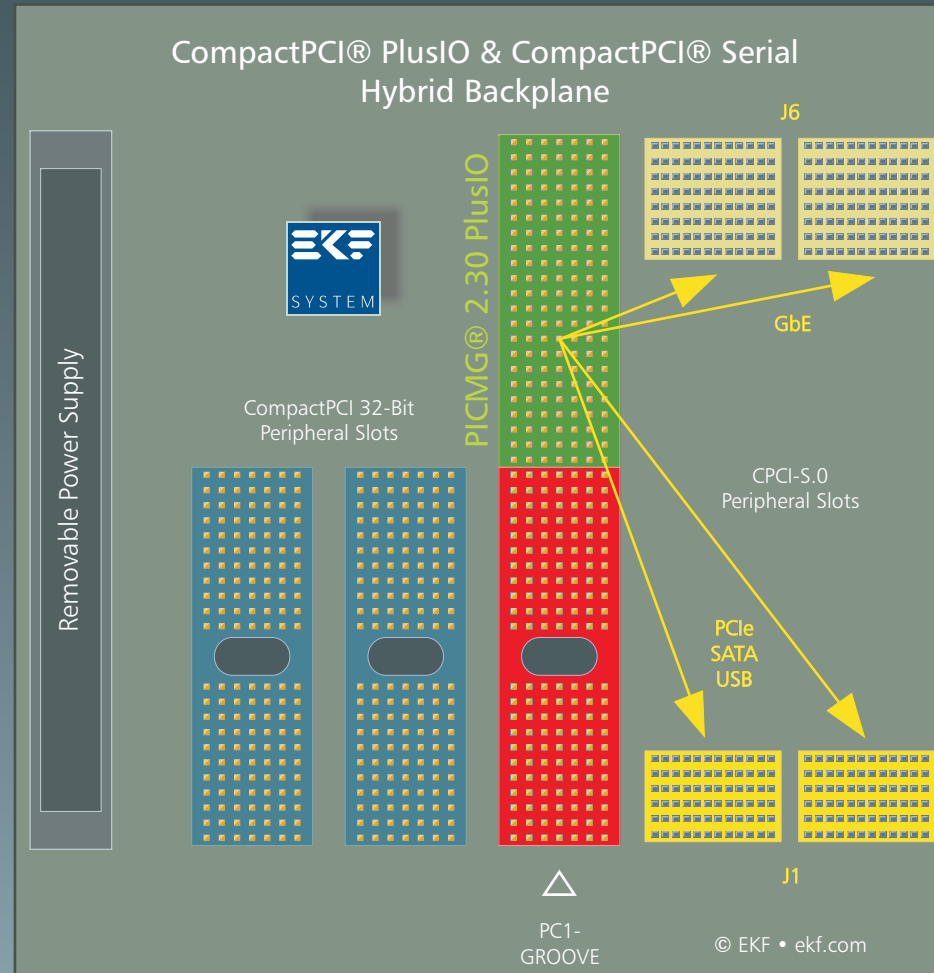 CompactPCI® PlusIO & CompactPCI® Serial
Hybrid Backplane
J6
PICMG® 2.30 PlusIO
EKF
SYSTEM
GbE
Removable Power Supply
CompactPCI 32-Bit
Peripheral Slots
CPCI-S.0
Peripheral Slots
PCIe
SATA
USB
J1
PC1-
GROOVE
© EKF • ekf.com